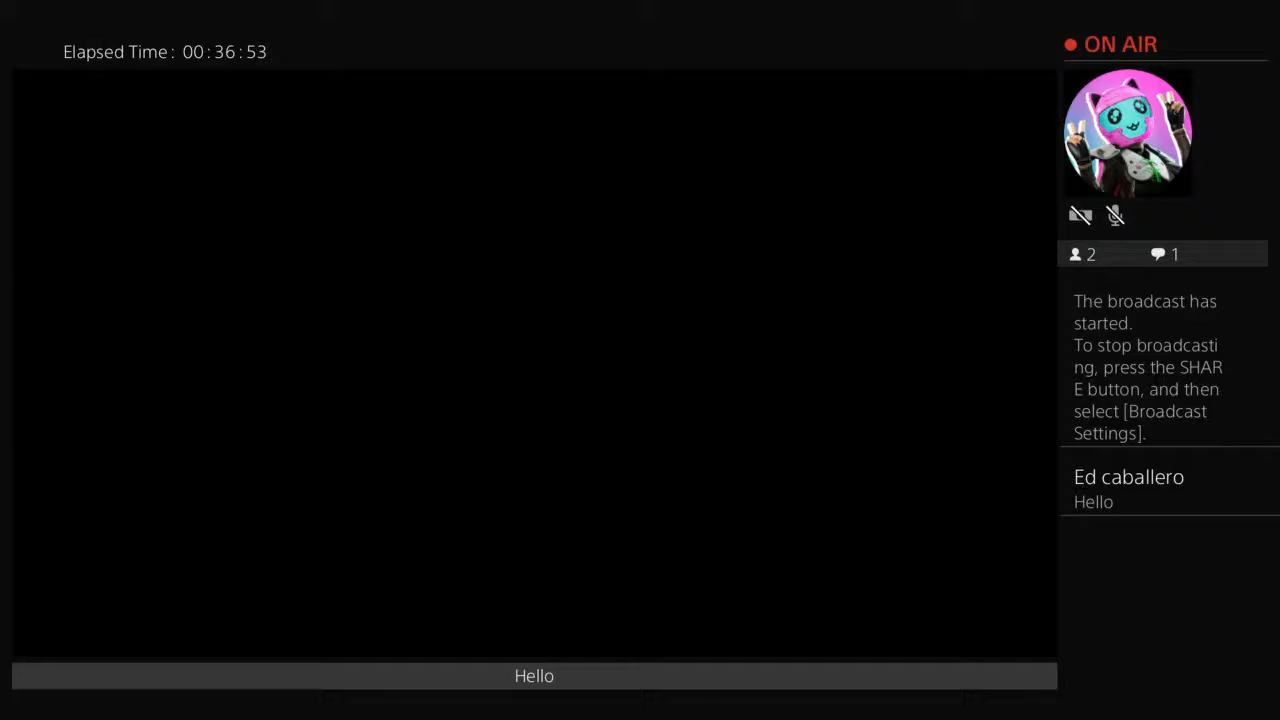 Elapsed Time: 00:36:53
ON AIR
2 1
The broadcast has
started.
To stop broadcasti
ng, press the SHAR
E button, and then
select [Broadcast
Settings].
Ed caballero
Hello
Hello